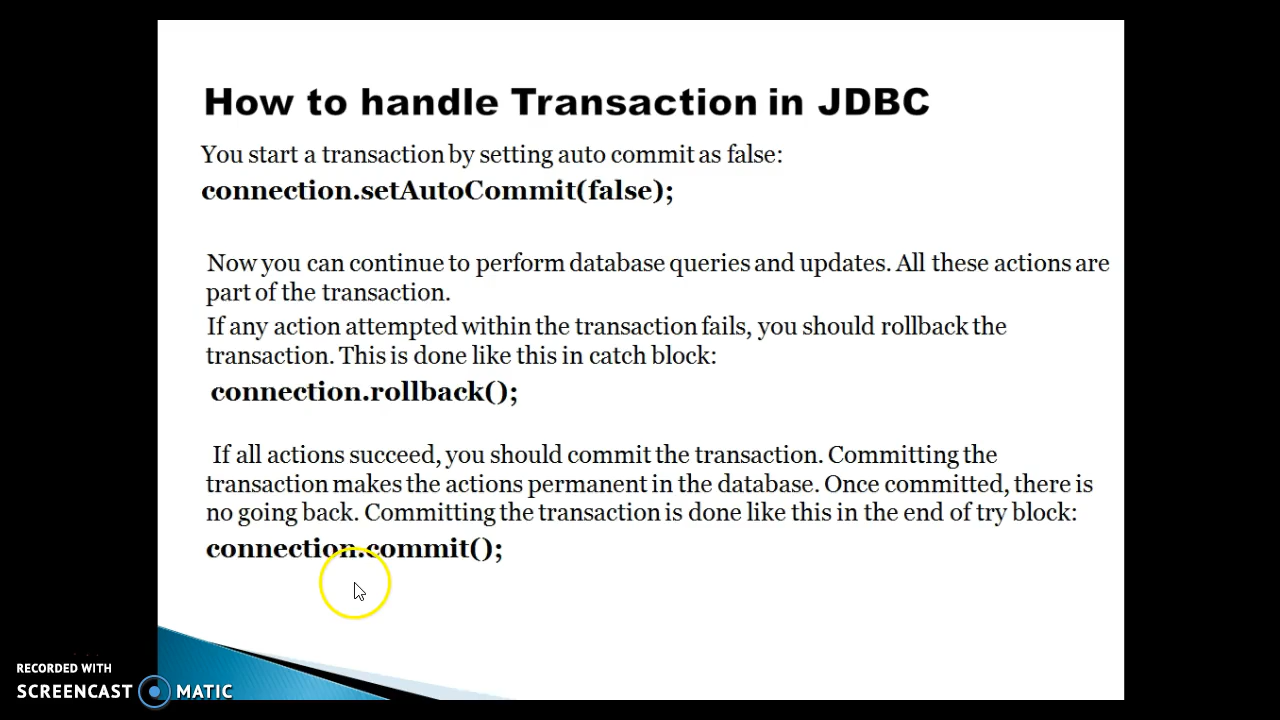 How to handle Transaction in JDBC
You start a transaction by setting auto commit as false:
connection.setAutoCommit(false);
Now you can continue to perform database queries and updates. All these actions are
part of the transaction.
If any action attempted within the transaction fails, you should rollback the
transaction. This is done like this in catch block:
connection.rollback();
If all actions succeed, you should commit the transaction. Committing the
transaction makes the actions permanent in the database. Once committed, there is
no going back. Committing the transaction is done like this in the end of try block:
connection.commit();
RECORDED WITH
SCREENCAST MATIC